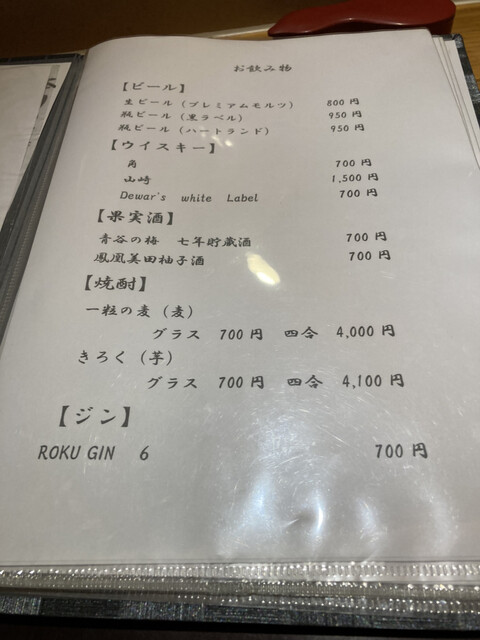 お飲み物
【ビール】
生ビール（プレミアムモルツ） 800円
瓶ビール（黒ラベル） 950円
瓶ビール（ハートランド） 950円
【ウイスキー】
角 700円
山崎 1,500円
Dewar's white Label 700円
【果実酒】
青谷の梅 七年貯蔵酒 700円
鳳凰美田柚子酒 700円
【焼酎】
一粒の麦（麦）
グラス 700円 四合 4,000円
きろく（芋）
グラス 700円 四合 4,100円
【ジン】
ROKU GIN 6 700円